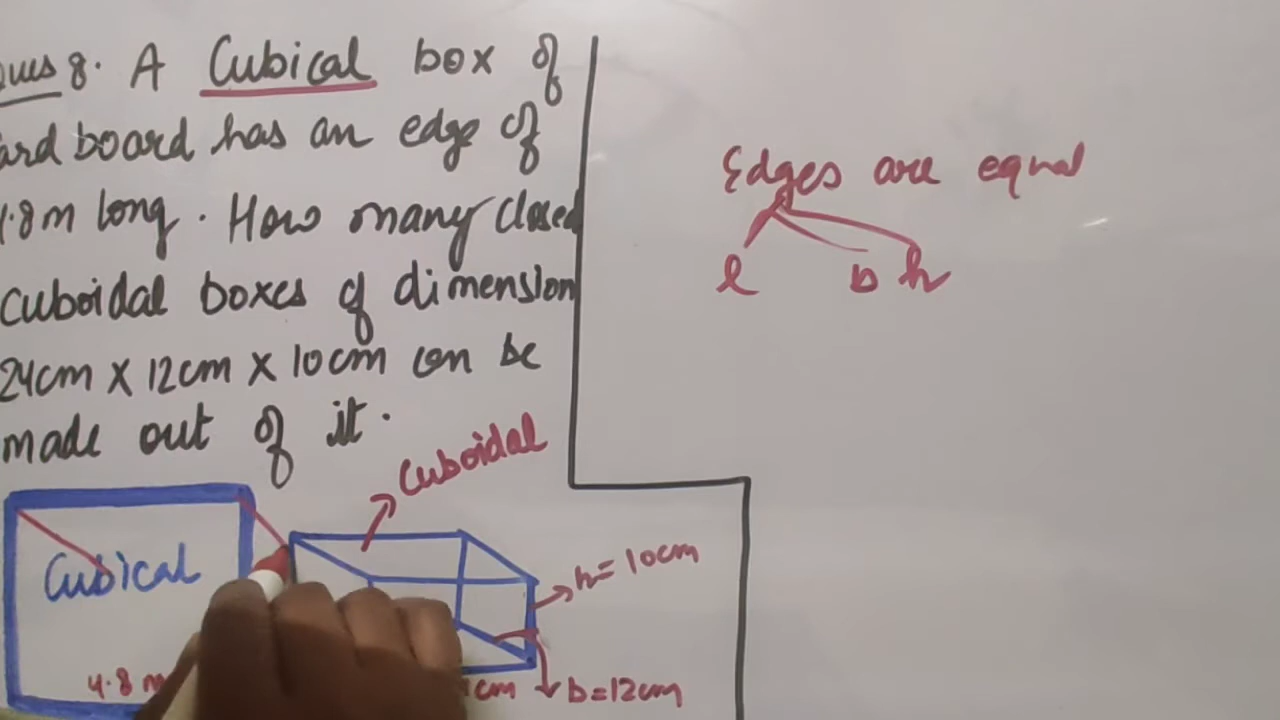 Ques 8. A Cubical box of
ard board has an edge of
4.8m long. How many closed
cuboidal boxes of dimension
24cm x 12cm x 10cm can be
made out of it.
Edges are equal
l b h
Cuboidal
Cubical
h = 10cm
4.8 m
cm
b = 12cm